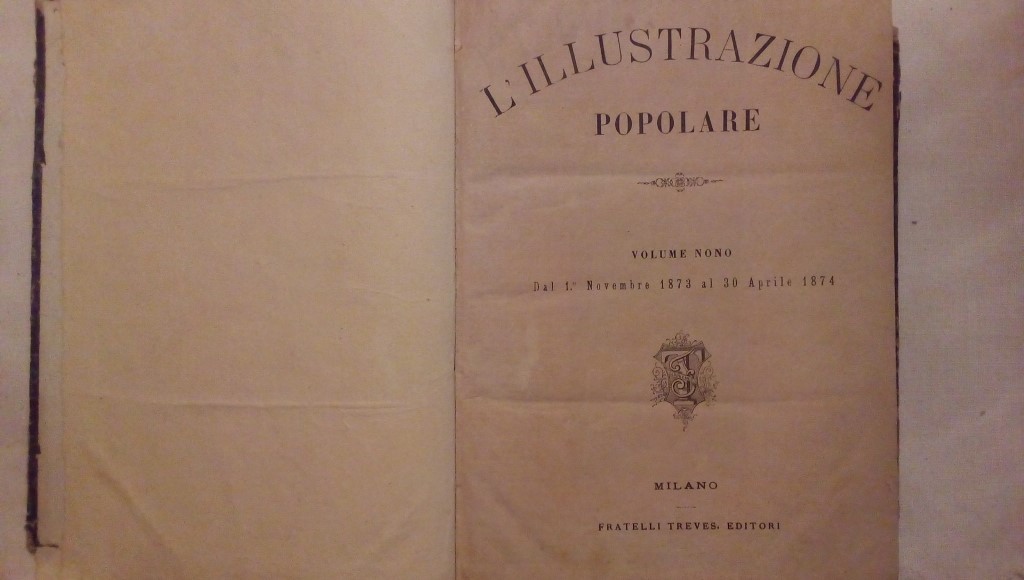 L'ILLUSTRAZIONE
POPOLARE
VOLUME NONO
Dal 1.° Novembre 1873 al 30 Aprile 1874
MILANO
FRATELLI TREVES, EDITORI